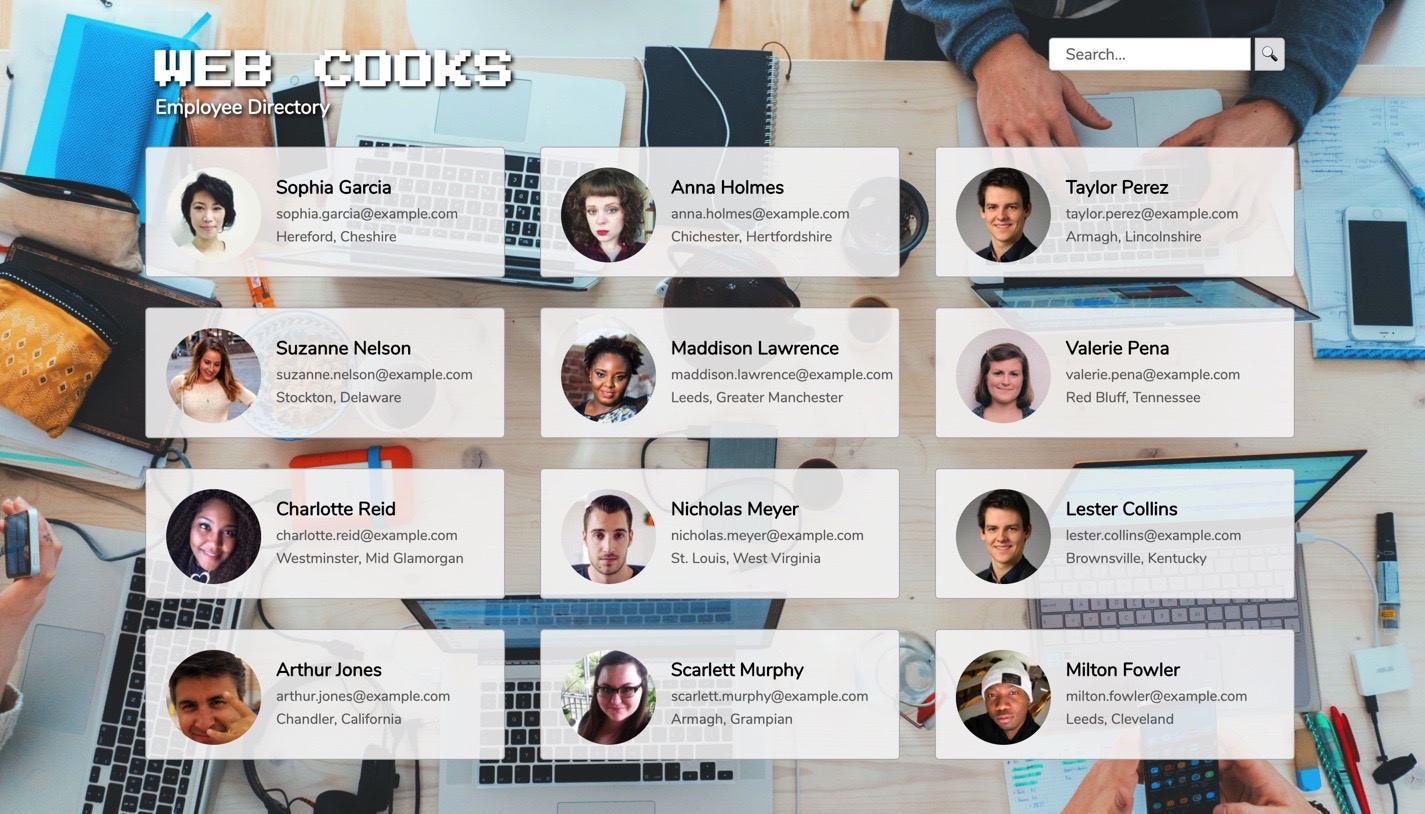 WEB COOKS
Employee Directory
Search...
Sophia Garcia
sophia.garcia@example.com
Hereford, Cheshire
Anna Holmes
anna.holmes@example.com
Chichester, Hertfordshire
Taylor Perez
taylor.perez@example.com
Armagh, Lincolnshire
Suzanne Nelson
suzanne.nelson@example.com
Stockton, Delaware
Maddison Lawrence
maddison.lawrence@example.com
Leeds, Greater Manchester
Valerie Pena
valerie.pena@example.com
Red Bluff, Tennessee
Charlotte Reid
charlotte.reid@example.com
Westminster, Mid Glamorgan
Nicholas Meyer
nicholas.meyer@example.com
St. Louis, West Virginia
Lester Collins
lester.collins@example.com
Brownsville, Kentucky
Arthur Jones
arthur.jones@example.com
Chandler, California
Scarlett Murphy
scarlett.murphy@example.com
Armagh, Grampian
Milton Fowler
milton.fowler@example.com
Leeds, Cleveland